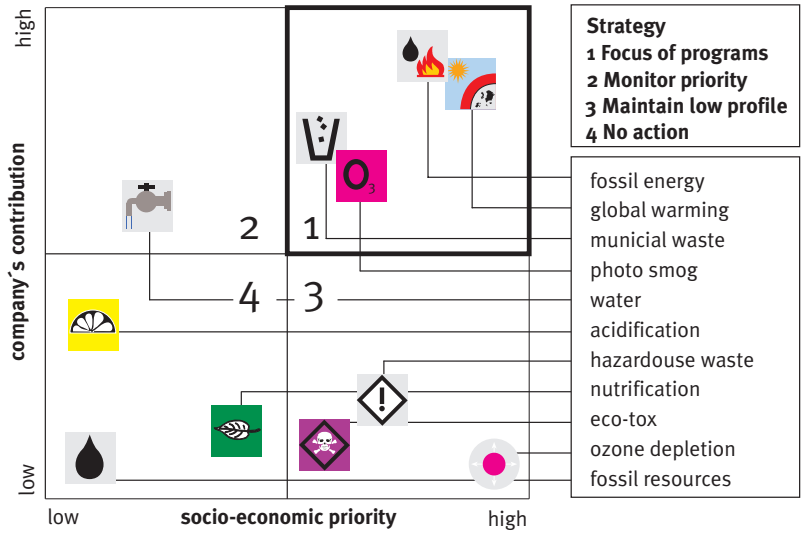 high
company´s contribution
low
2
1
4
3
O3
!
low
socio-economic priority
high
Strategy
1 Focus of programs
2 Monitor priority
3 Maintain low profile
4 No action
fossil energy
global warming
municial waste
photo smog
water
acidification
hazardouse waste
nutrification
eco-tox
ozone depletion
fossil resources